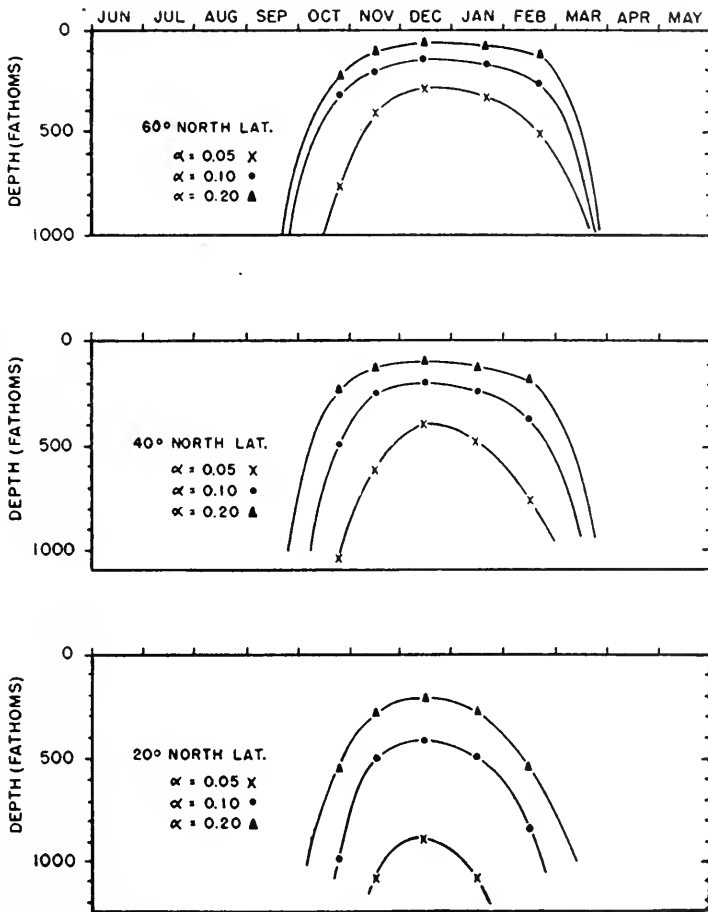 JUN JUL AUG SEP OCT NOV DEC JAN FEB MAR APR MAY
0
500
1000
DEPTH (FATHOMS)
60° NORTH LAT.
α = 0.05 x
α = 0.10 •
α = 0.20 ▲
0
500
1000
DEPTH (FATHOMS)
40° NORTH LAT.
α = 0.05 x
α = 0.10 •
α = 0.20 ▲
0
500
1000
DEPTH (FATHOMS)
20° NORTH LAT.
α = 0.05 x
α = 0.10 •
α = 0.20 ▲